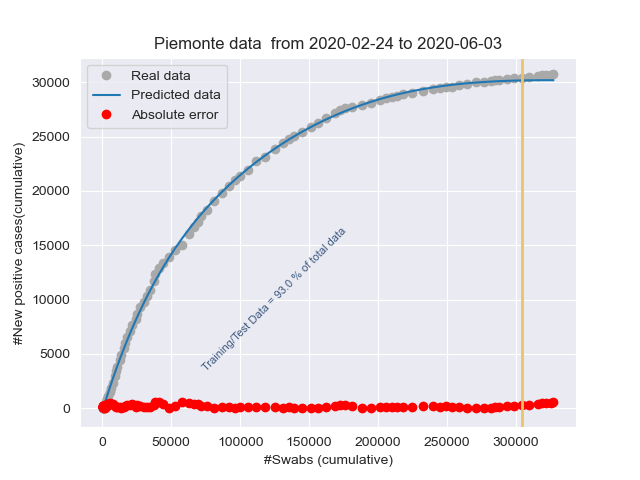 Piemonte data  from 2020-02-24 to 2020-06-03
Real data
Predicted data
Absolute error
30000
25000
20000
15000
10000
5000
0
#New positive cases(cumulative)
Training/Test Data = 93.0 % of total data
0
50000
100000
150000
200000
250000
300000
#Swabs (cumulative)